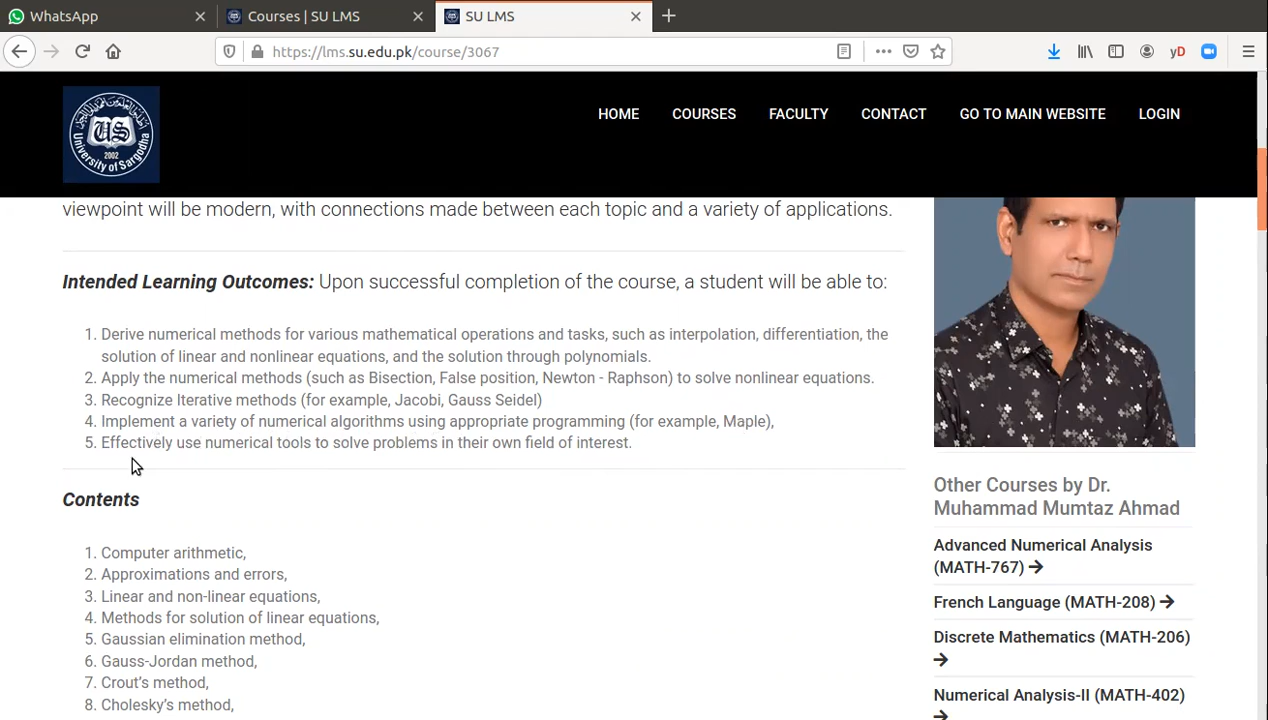 WhatsApp
Courses | SU LMS
SU LMS
https://lms.su.edu.pk/course/3067
yD
US
2002
University of Sargodha
HOME
COURSES
FACULTY
CONTACT
GO TO MAIN WEBSITE
LOGIN
viewpoint will be modern, with connections made between each topic and a variety of applications.
Intended Learning Outcomes: Upon successful completion of the course, a student will be able to:
1. Derive numerical methods for various mathematical operations and tasks, such as interpolation, differentiation, the
solution of linear and nonlinear equations, and the solution through polynomials.
2. Apply the numerical methods (such as Bisection, False position, Newton - Raphson) to solve nonlinear equations.
3. Recognize Iterative methods (for example, Jacobi, Gauss Seidel)
4. Implement a variety of numerical algorithms using appropriate programming (for example, Maple),
5. Effectively use numerical tools to solve problems in their own field of interest.
Contents
1. Computer arithmetic,
2. Approximations and errors,
3. Linear and non-linear equations,
4. Methods for solution of linear equations,
5. Gaussian elimination method,
6. Gauss-Jordan method,
7. Crout's method,
8. Cholesky's method,
Other Courses by Dr.
Muhammad Mumtaz Ahmad
Advanced Numerical Analysis
(MATH-767)
French Language (MATH-208)
Discrete Mathematics (MATH-206)
Numerical Analysis-II (MATH-402)